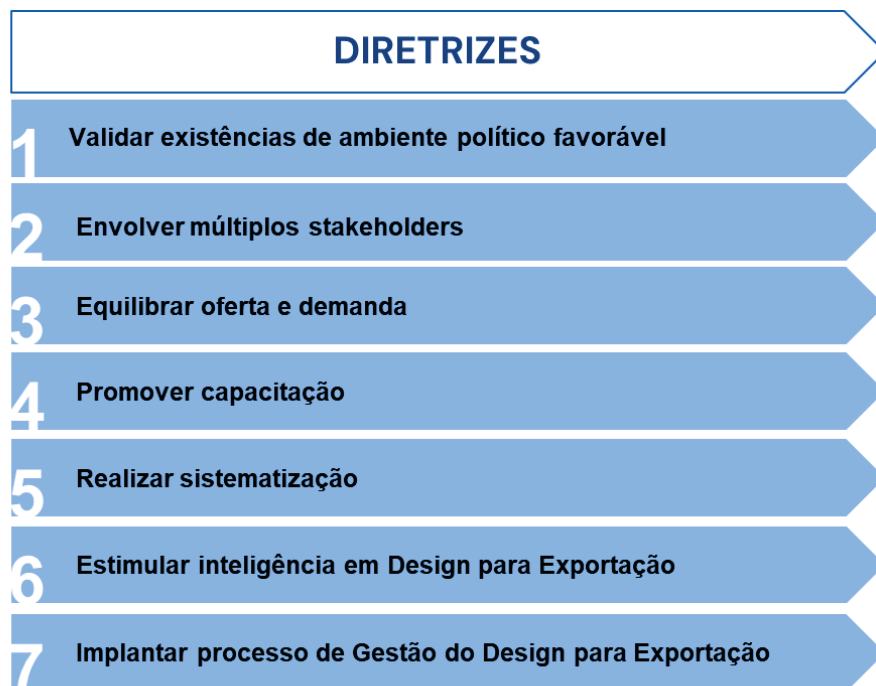 DIRETRIZES
1 Validar existências de ambiente político favorável
2 Envolver múltiplos stakeholders
3 Equilibrar oferta e demanda
4 Promover capacitação
5 Realizar sistematização
6 Estimular inteligência em Design para Exportação
7 Implantar processo de Gestão do Design para Exportação